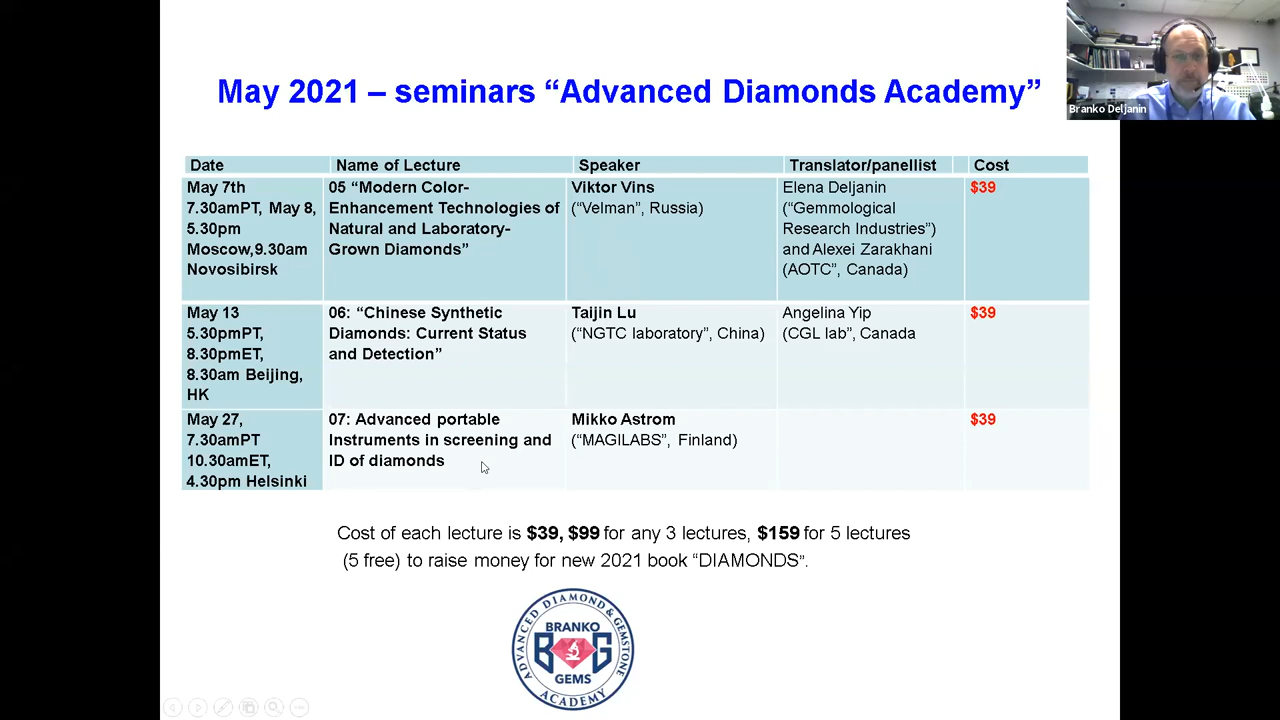 May 2021 – seminars “Advanced Diamonds Academy”
Branko Deljanin
Date Name of Lecture Speaker Translator/panellist Cost
May 7th
7.30amPT, May 8,
5.30pm
Moscow,9.30am
Novosibirsk
05 “Modern Color-
Enhancement Technologies of
Natural and Laboratory-
Grown Diamonds”
Viktor Vins
(“Velman”, Russia)
Elena Deljanin
(“Gemmological
Research Industries”)
and Alexei Zarakhani
(AOTC”, Canada)
$39
May 13
5.30pmPT,
8.30pmET,
8.30am Beijing,
HK
06: “Chinese Synthetic
Diamonds: Current Status
and Detection”
Taijin Lu
(“NGTC laboratory”, China)
Angelina Yip
(CGL lab”, Canada
$39
May 27,
7.30amPT
10.30amET,
4.30pm Helsinki
07: Advanced portable
Instruments in screening and
ID of diamonds
Mikko Astrom
(“MAGILABS”, Finland)
$39
Cost of each lecture is $39, $99 for any 3 lectures, $159 for 5 lectures
(5 free) to raise money for new 2021 book “DIAMONDS”.
ADVANCED DIAMOND & GEMSTONE
BRANKO
BG
GEMS
ACADEMY